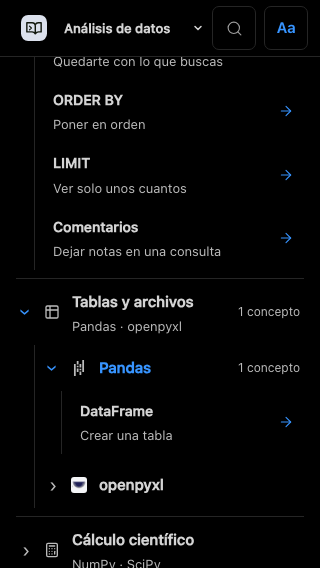 Análisis de datos
Aa
Quedarte con lo que buscas
ORDER BY
Poner en orden
LIMIT
Ver solo unos cuantos
Comentarios
Dejar notas en una consulta
Tablas y archivos
1 concepto
Pandas · openpyxl
Pandas
1 concepto
DataFrame
Crear una tabla
openpyxl
Cálculo científico
NumPy · SciPy